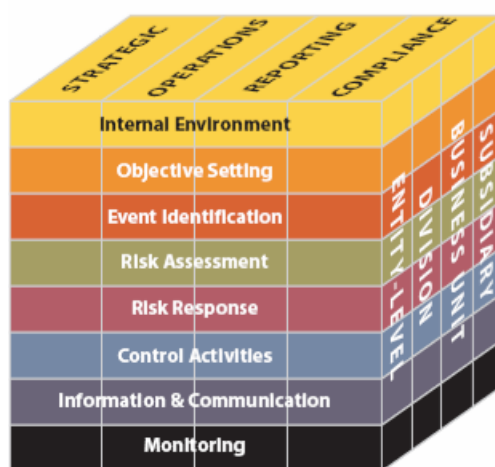 STRATEGIC
OPERATIONS
REPORTING
COMPLIANCE
Internal Environment
Objective Setting
Event Identification
Risk Assessment
Risk Response
Control Activities
Information & Communication
Monitoring
ENTITY-LEVEL
DIVISION
BUSINESS UNIT
SUBSIDIARY